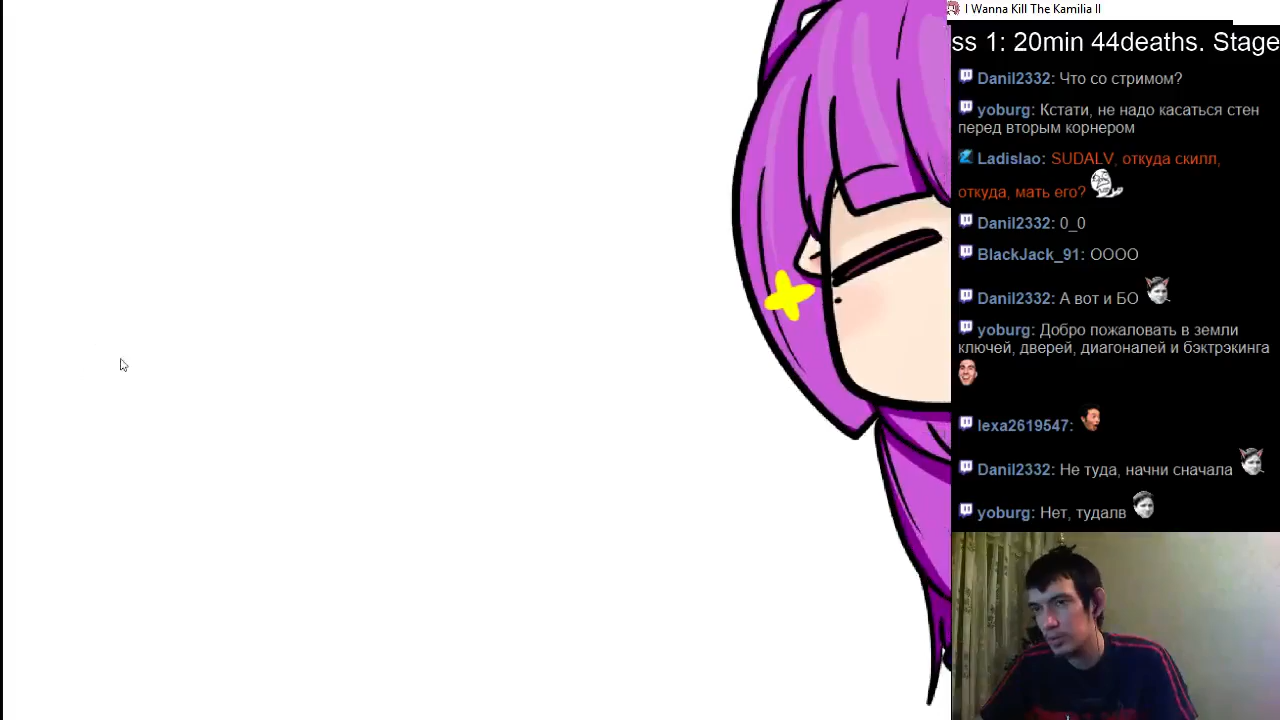 I Wanna Kill The Kamilia II
ss 1: 20min 44deaths. Stage
Danil2332: Что со стримом?
yoburg: Кстати, не надо касаться стен
перед вторым корнером
Ladislao: SUDALV, откуда скилл,
откуда, мать его?
Danil2332: 0_0
BlackJack_91: ОООО
Danil2332: А вот и БО
yoburg: Добро пожаловать в земли
ключей, дверей, диагоналей и бэктрэкинга
lexa2619547:
Danil2332: Не туда, начни сначала
yoburg: Нет, тудалв